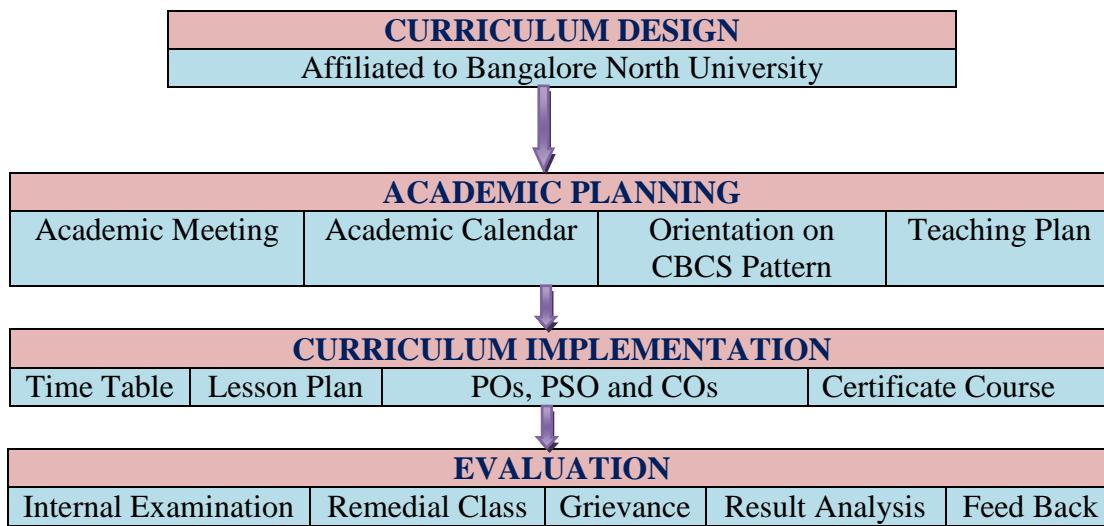 CURRICULUM DESIGN
Affiliated to Bangalore North University
ACADEMIC PLANNING
Academic Meeting
Academic Calendar
Orientation on
CBCS Pattern
Teaching Plan
CURRICULUM IMPLEMENTATION
Time Table
Lesson Plan
POs, PSO and COs
Certificate Course
EVALUATION
Internal Examination
Remedial Class
Grievance
Result Analysis
Feed Back